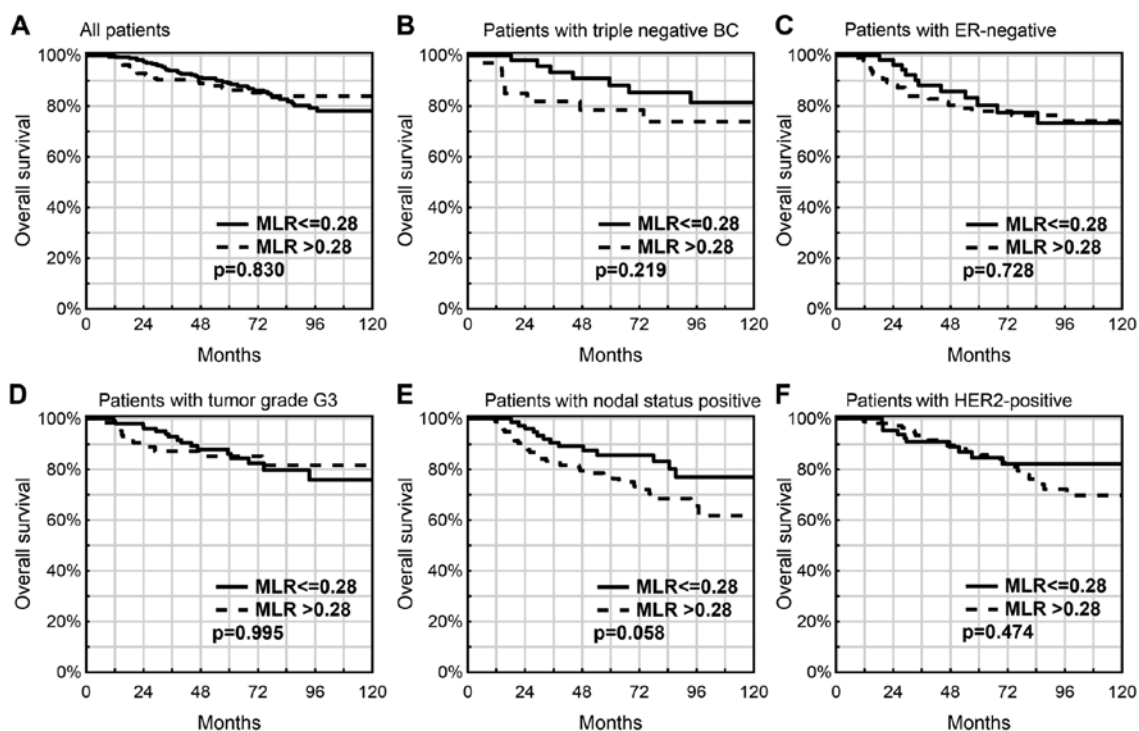 A All patients
100%
80%
60%
40%
20%
0%
Overall survival
MLR<=0.28
MLR >0.28
p=0.830
0 24 48 72 96 120
Months
B Patients with triple negative BC
100%
80%
60%
40%
20%
0%
Overall survival
MLR<=0.28
MLR >0.28
p=0.219
0 24 48 72 96 120
Months
C Patients with ER-negative
100%
80%
60%
40%
20%
0%
Overall survival
MLR<=0.28
MLR >0.28
p=0.728
0 24 48 72 96 120
Months
D Patients with tumor grade G3
100%
80%
60%
40%
20%
0%
Overall survival
MLR<=0.28
MLR >0.28
p=0.995
0 24 48 72 96 120
Months
E Patients with nodal status positive
100%
80%
60%
40%
20%
0%
Overall survival
MLR<=0.28
MLR >0.28
p=0.058
0 24 48 72 96 120
Months
F Patients with HER2-positive
100%
80%
60%
40%
20%
0%
Overall survival
MLR<=0.28
MLR >0.28
p=0.474
0 24 48 72 96 120
Months